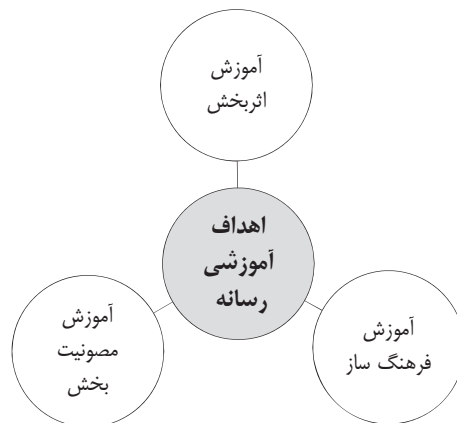 آموزش
اثربخش
اهداف
آموزشی
رسانه
آموزش
فرهنگ ساز
آموزش
مصونیت
بخش